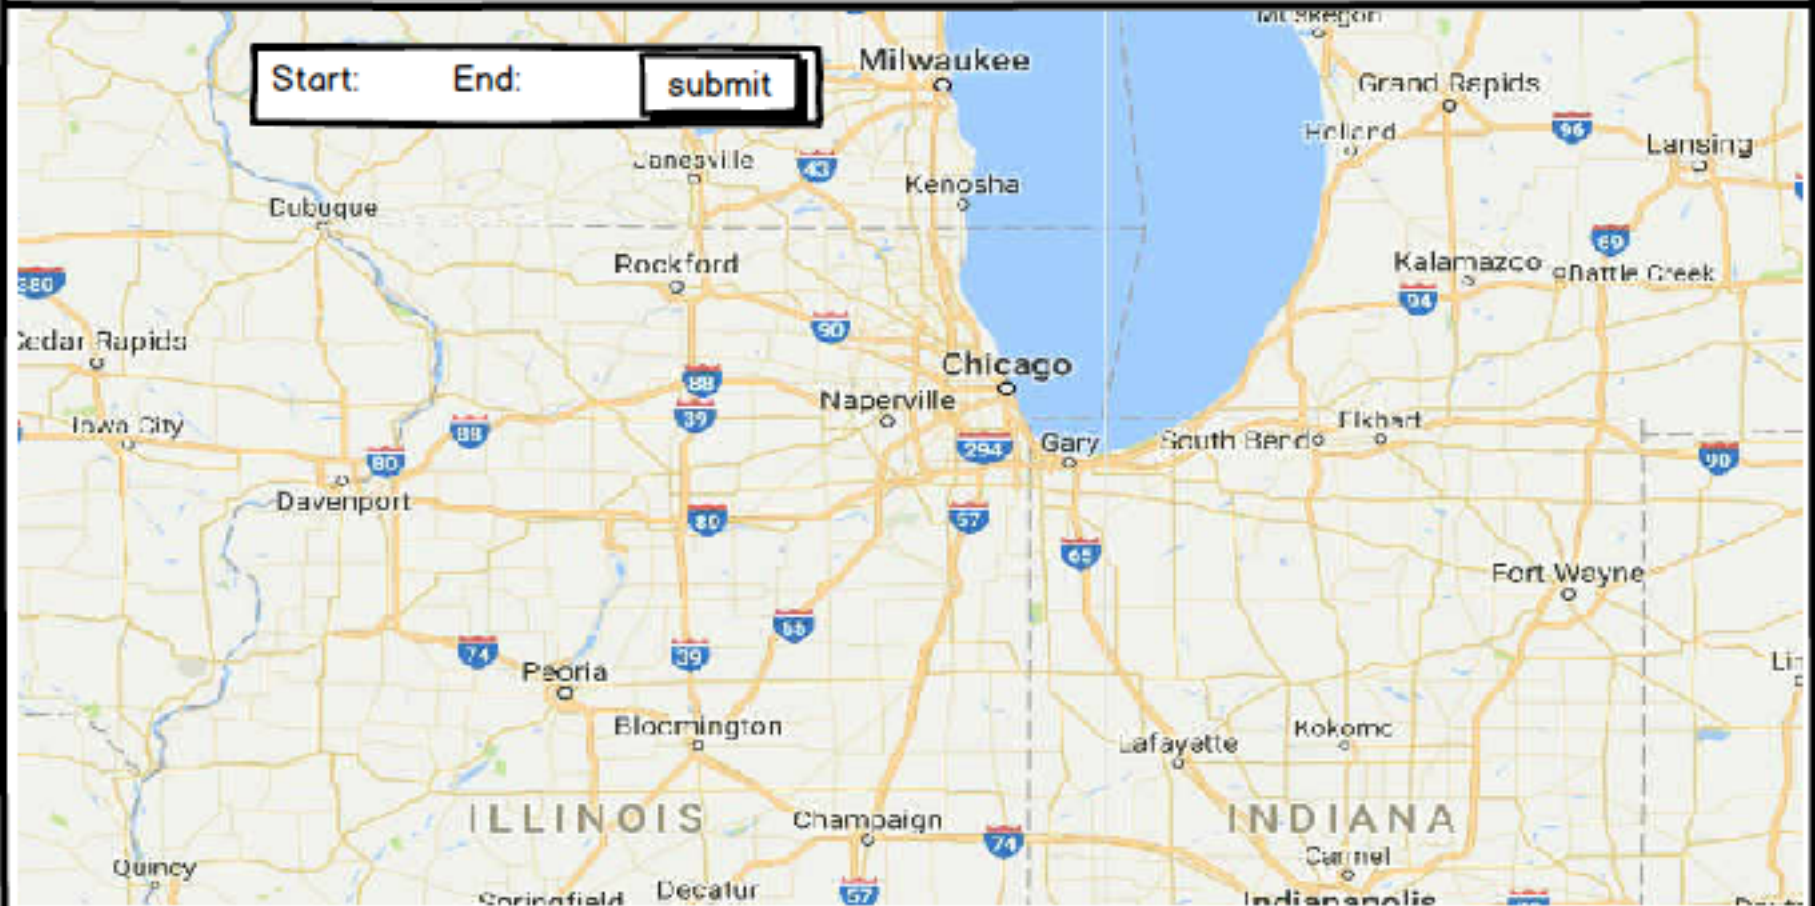 Muskegon
Start: End: submit
Milwaukee
Grand Rapids
Holland
96
Lansing
Janesville
43
Kenosha
Dubuque
69
Rockford
Kalamazoo
Battle Creek
380
94
90
Cedar Rapids
Chicago
88
Naperville
39
Iowa City
88
Elkhart
294
Gary
South Bend
80
90
Davenport
80
57
65
Fort Wayne
55
74
39
Peoria
Bloomington
Lafayette
Kokomo
ILLINOIS
Champaign
INDIANA
74
Carmel
Quincy
Springfield
Decatur
57
Indianapolis